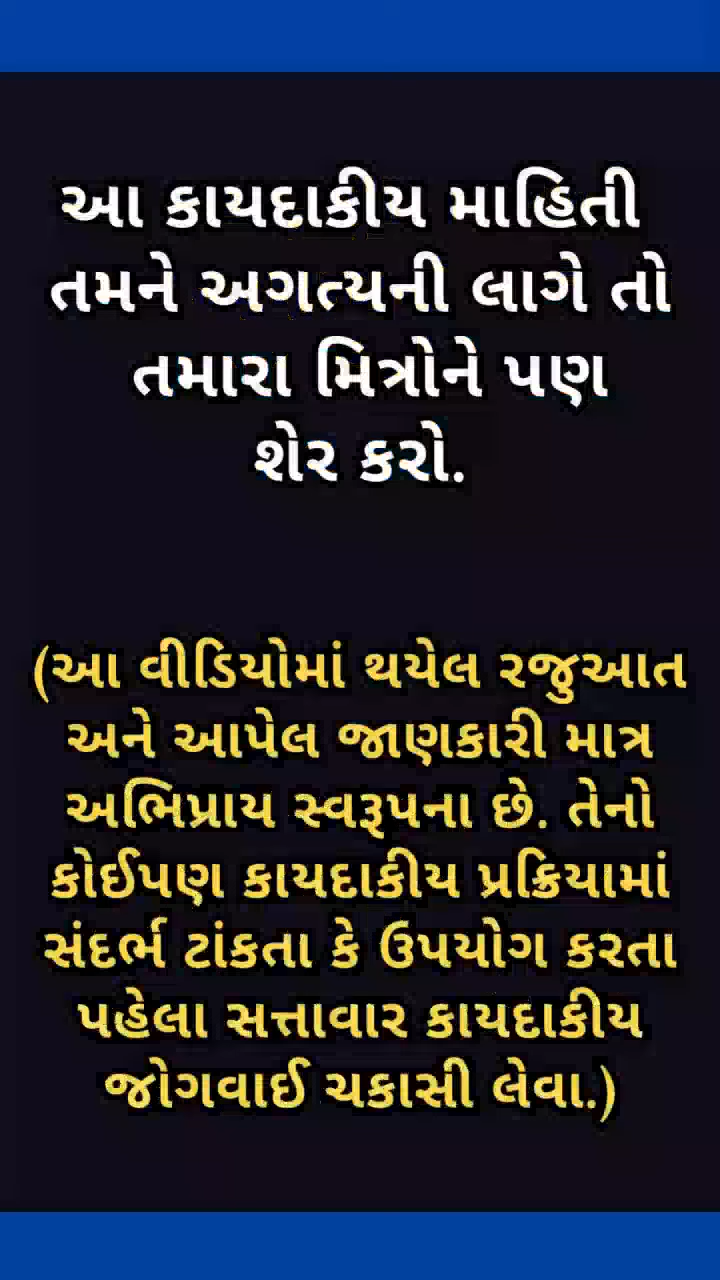 આ કાયદાકીય માહિતી
તમને અગત્યની લાગે તો
તમારા મિત્રોને પણ
શેર કરો.
(આ વીડિયોમાં થયેલ રજુઆત
અને આપેલ જાણકારી માત્ર
અભિપ્રાય સ્વરૂપના છે. તેનો
કોઈપણ કાયદાકીય પ્રક્રિયામાં
સંદર્ભ ટાંકતા કે ઉપયોગ કરતા
પહેલા સત્તાવાર કાયદાકીય
જોગવાઈ ચકાસી લેવા.)